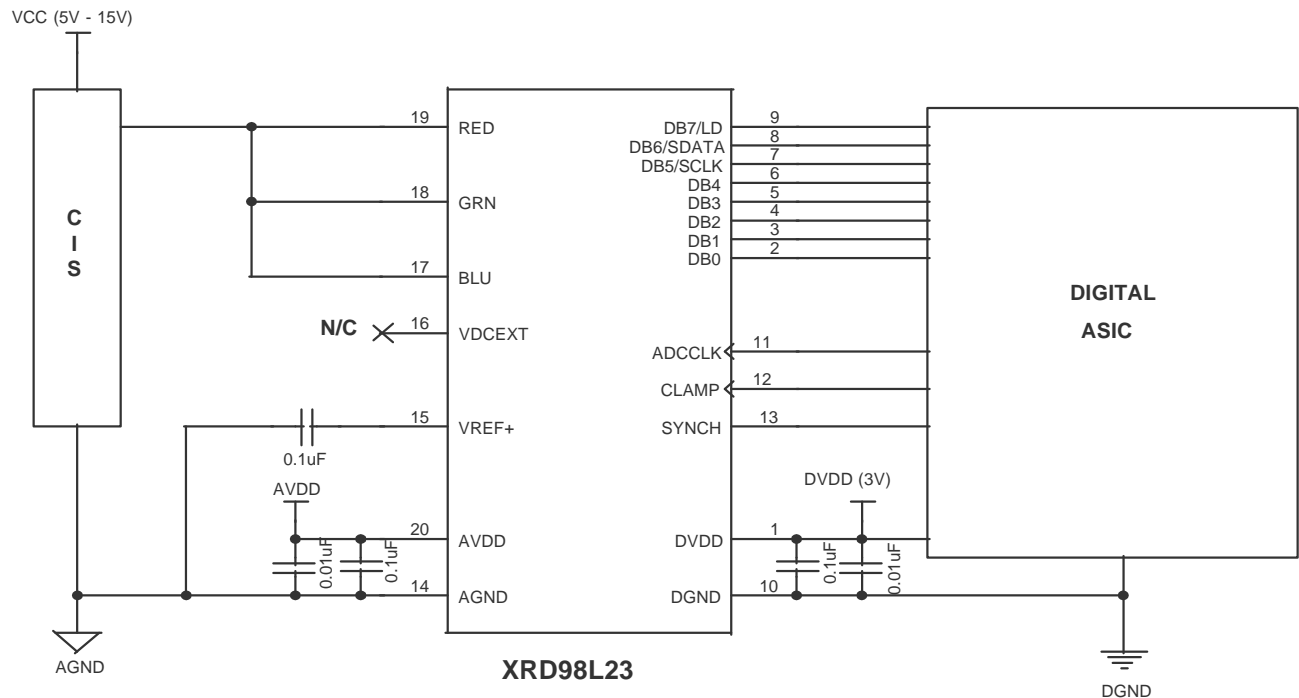 VCC (5V - 15V)
C
I
S
19
RED
18
GRN
17
BLU
N/C
16
VDCEXT
15
VREF+
0.1uF
AVDD
20
AVDD
0.01uF
0.1uF
14
AGND
AGND
DB7/LD
9
DB6/SDATA
8
DB5/SCLK
7
DB4
6
DB3
5
DB2
4
DB1
3
DB0
2
ADCCLK
11
CLAMP
12
SYNCH
13
DVDD (3V)
DVDD
1
0.1uF
0.01uF
DGND
10
DIGITAL
ASIC
DGND
XRD98L23